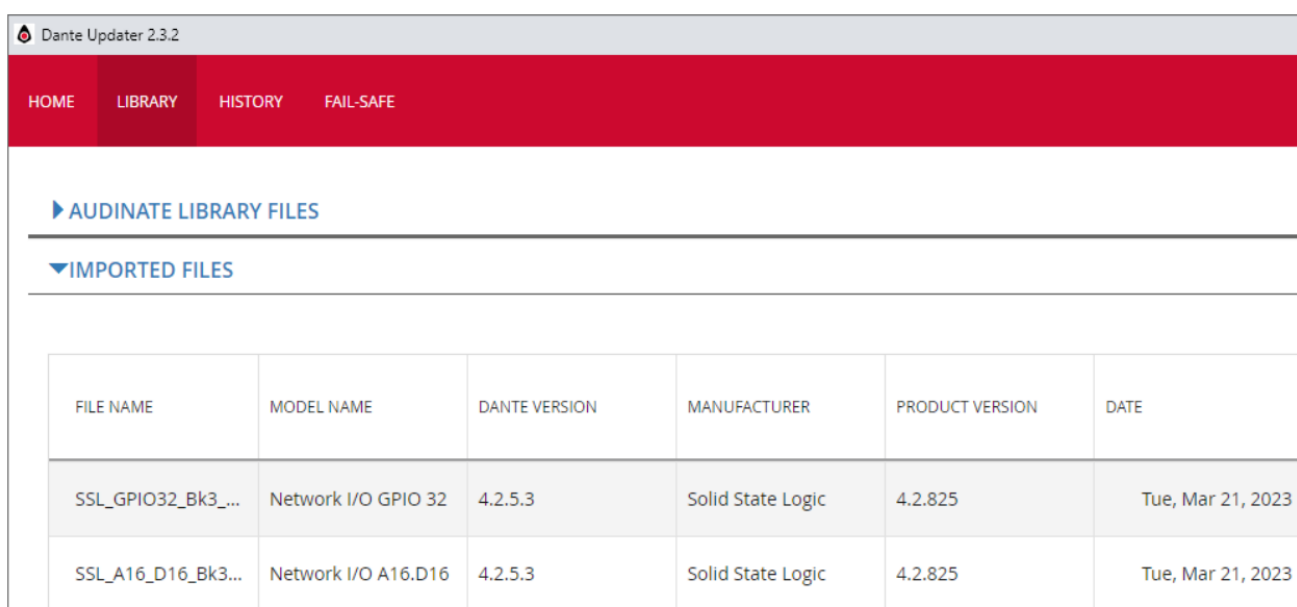 Dante Updater 2.3.2
HOME LIBRARY HISTORY FAIL-SAFE
AUDINATE LIBRARY FILES
IMPORTED FILES
FILE NAME MODEL NAME DANTE VERSION MANUFACTURER PRODUCT VERSION DATE
SSL_GPIO32_Bk3_... Network I/O GPIO 32 4.2.5.3 Solid State Logic 4.2.825 Tue, Mar 21, 2023
SSL_A16_D16_Bk3... Network I/O A16.D16 4.2.5.3 Solid State Logic 4.2.825 Tue, Mar 21, 2023